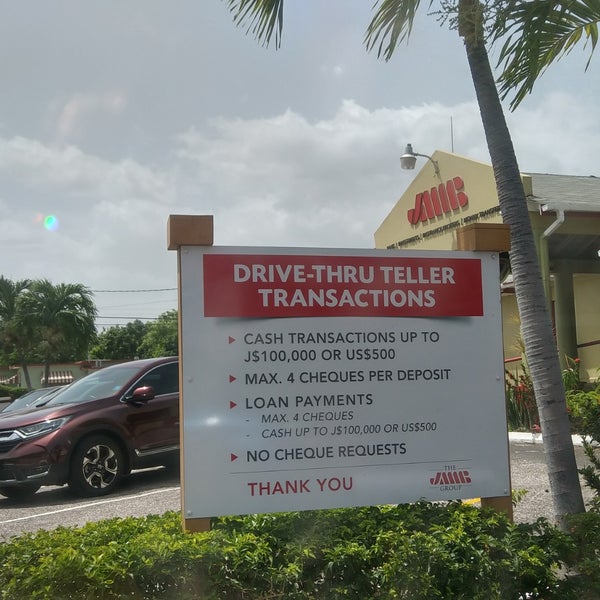 JMMB
DRIVE-THRU TELLER
TRANSACTIONS
CASH TRANSACTIONS UP TO
J$100,000 OR US$500
MAX. 4 CHEQUES PER DEPOSIT
LOAN PAYMENTS
- MAX. 4 CHEQUES
- CASH UP TO J$100,000 OR US$500
NO CHEQUE REQUESTS
THANK YOU
THE
JMMB
GROUP